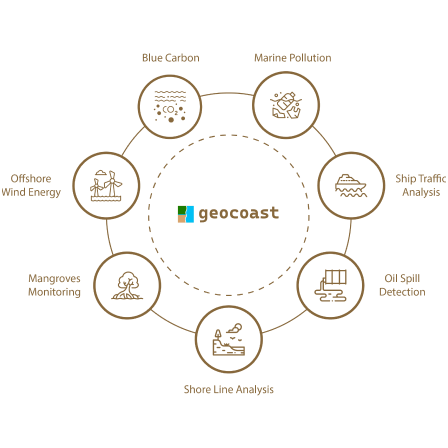 Blue Carbon
Marine Pollution
Offshore
Wind Energy
Ship Traffic
Analysis
geocoast
Mangroves
Monitoring
Oil Spill
Detection
Shore Line Analysis